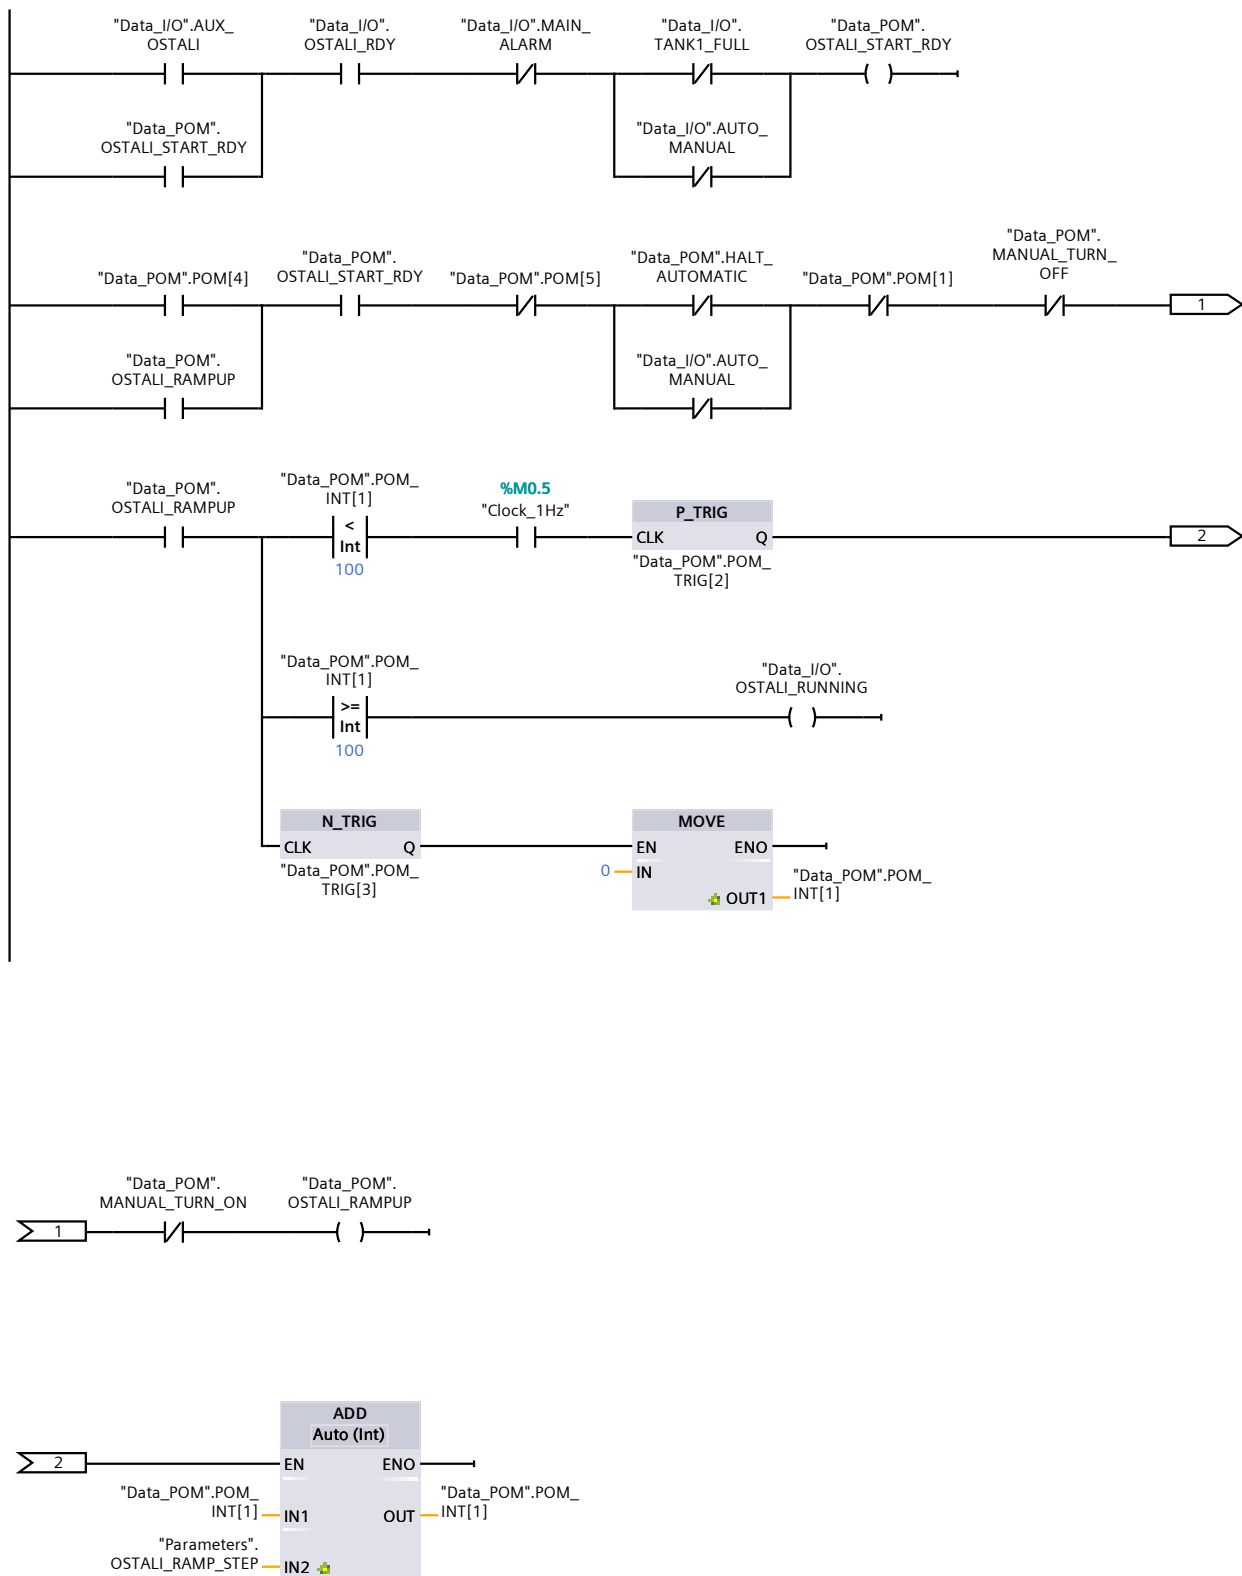 "Data_I/O".AUX_
OSTALI
"Data_I/O".
OSTALI_RDY
"Data_I/O".MAIN_
ALARM
"Data_I/O".
TANK1_FULL
"Data_POM".
OSTALI_START_RDY
"Data_POM".
OSTALI_START_RDY
"Data_I/O".AUTO_
MANUAL
"Data_POM".POM[4]
"Data_POM".
OSTALI_START_RDY
"Data_POM".POM[5]
"Data_POM".HALT_
AUTOMATIC
"Data_POM".POM[1]
"Data_POM".
MANUAL_TURN_
OFF
1
"Data_POM".
OSTALI_RAMPUP
"Data_I/O".AUTO_
MANUAL
"Data_POM".
OSTALI_RAMPUP
"Data_POM".POM_
INT[1]
<
Int
100
%M0.5
"Clock_1Hz"
P_TRIG
CLK Q
"Data_POM".POM_
TRIG[2]
2
"Data_POM".POM_
INT[1]
>=
Int
100
"Data_I/O".
OSTALI_RUNNING
N_TRIG
CLK Q
"Data_POM".POM_
TRIG[3]
MOVE
EN ENO
0 IN
OUT1
"Data_POM".POM_
INT[1]
1
"Data_POM".
MANUAL_TURN_ON
"Data_POM".
OSTALI_RAMPUP
2
ADD
Auto (Int)
EN ENO
"Data_POM".POM_
INT[1]
IN1 OUT
"Data_POM".POM_
INT[1]
"Parameters".
OSTALI_RAMP_STEP
IN2